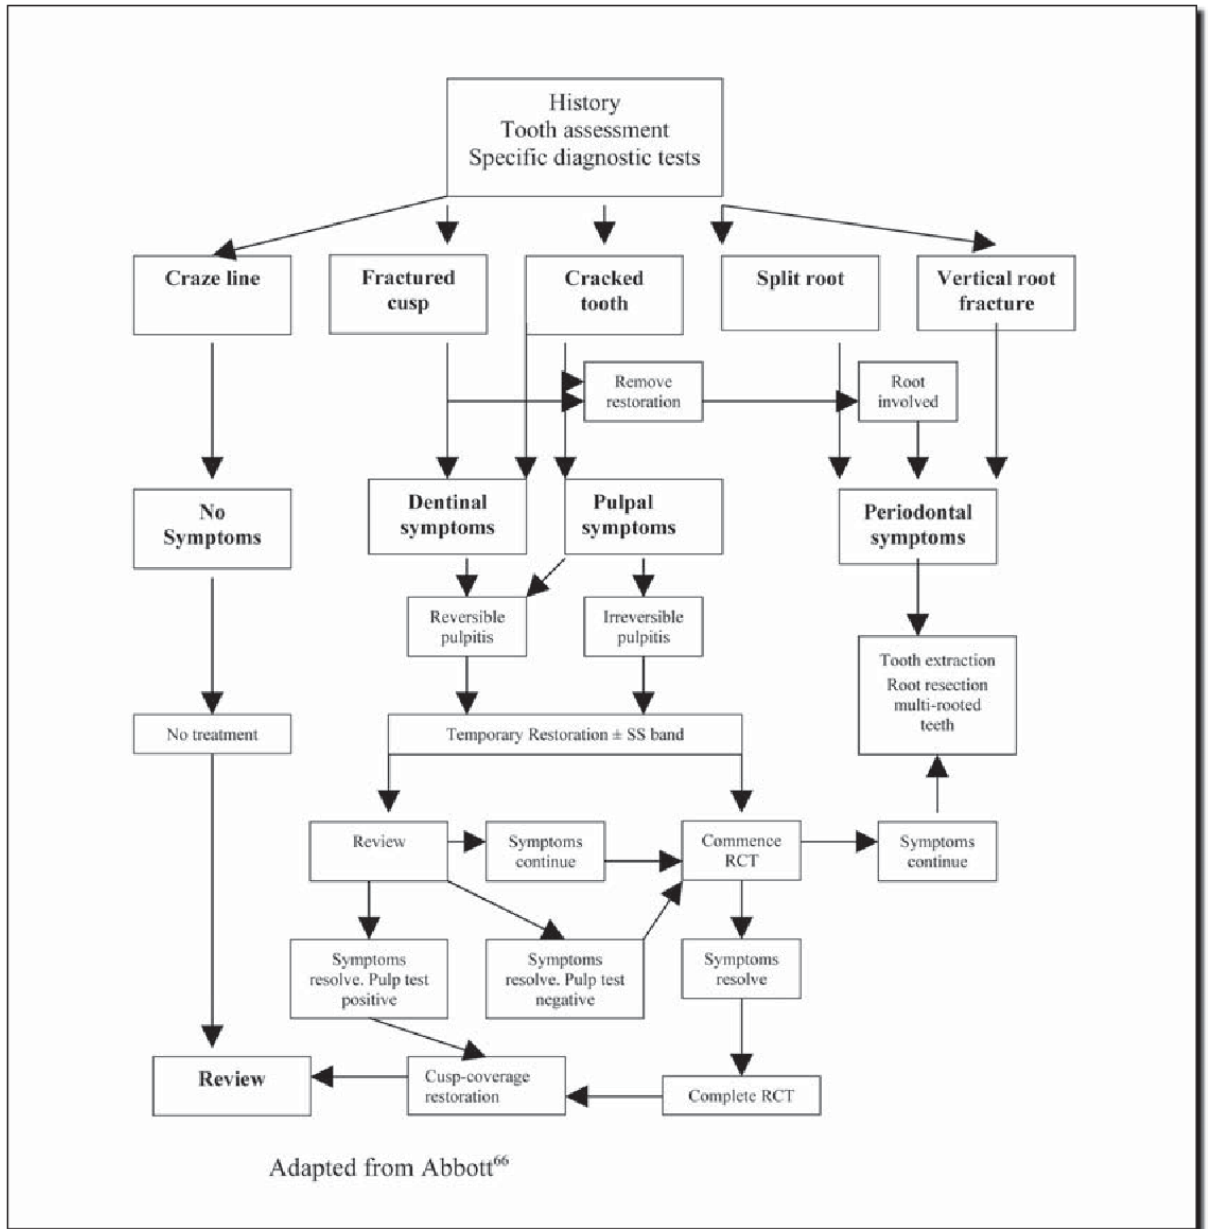 History
Tooth assessment
Specific diagnostic tests
Craze line
Fractured
cusp
Cracked
tooth
Split root
Vertical root
fracture
Remove
restoration
Root
involved
No
Symptoms
Dentinal
symptoms
Pulpal
symptoms
Periodontal
symptoms
Reversible
pulpitis
Irreversible
pulpitis
Tooth extraction
Root resection
multi-rooted
teeth
No treatment
Temporary Restoration ± SS band
Review
Symptoms
continue
Commence
RCT
Symptoms
continue
Symptoms
resolve. Pulp test
positive
Symptoms
resolve. Pulp test
negative
Symptoms
resolve
Review
Cusp-coverage
restoration
Complete RCT
Adapted from Abbott⁶⁶